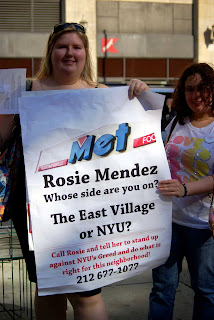 Met
FOO
Rosie Mendez
Whose side are you on?
The East Village
or NYU?
Call Rosie and tell her to stand up
against NYU's Greed and do what is
right for this neighborhood!
212 677-1077